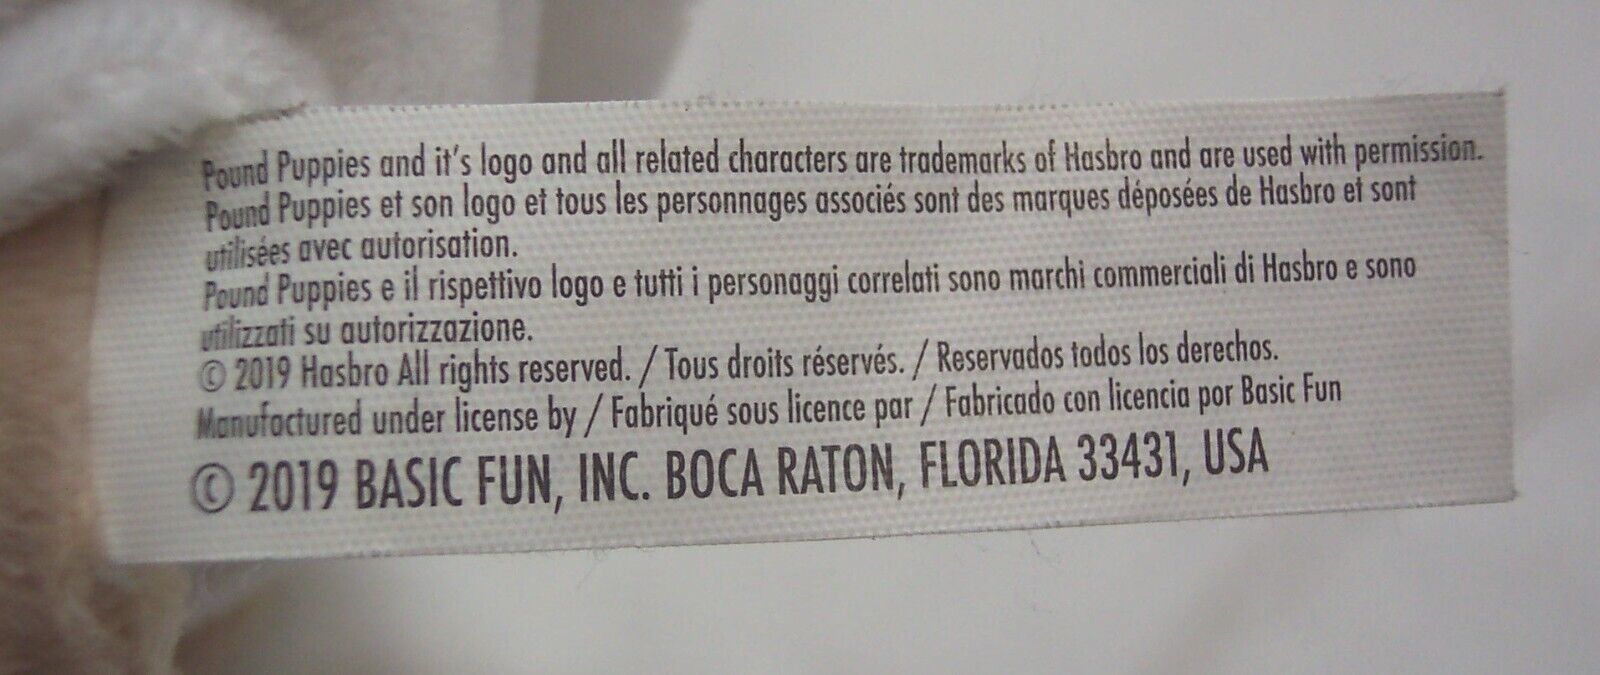 Pound Puppies and it's logo and all related characters are trademarks of Hasbro and are used with permission.
Pound Puppies et son logo et tous les personnages associés sont des marques déposées de Hasbro et sont
utilisées avec autorisation.
Pound Puppies e il rispettivo logo e tutti i personaggi correlati sono marchi commerciali di Hasbro e sono
utilizzati su autorizzazione.
© 2019 Hasbro All rights reserved. / Tous droits réservés. / Reservados todos los derechos.
Manufactured under license by / Fabriqué sous licence par / Fabricado con licencia por Basic Fun
© 2019 BASIC FUN, INC. BOCA RATON, FLORIDA 33431, USA